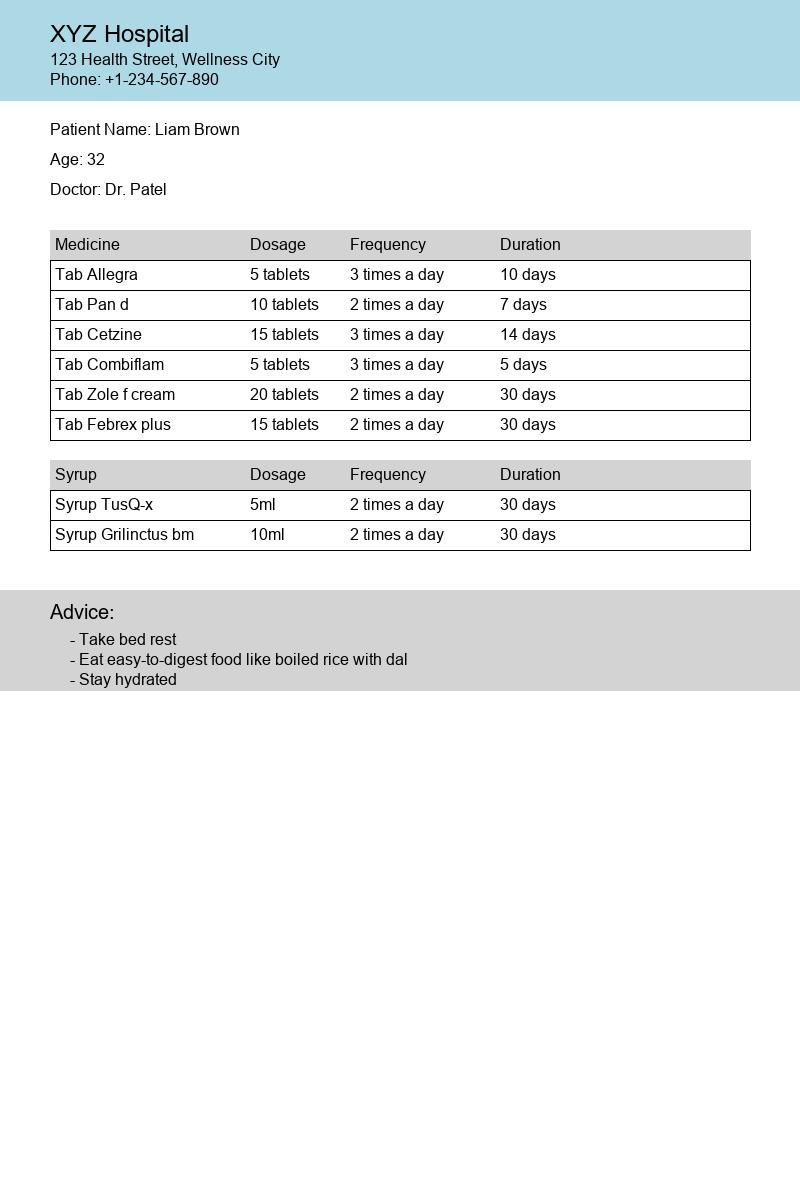 XYZ Hospital
123 Health Street, Wellness City
Phone: +1-234-567-890
Patient Name: Liam Brown
Age: 32
Doctor: Dr. Patel
Medicine Dosage Frequency Duration
Tab Allegra 5 tablets 3 times a day 10 days
Tab Pan d 10 tablets 2 times a day 7 days
Tab Cetzine 15 tablets 3 times a day 14 days
Tab Combiflam 5 tablets 3 times a day 5 days
Tab Zole f cream 20 tablets 2 times a day 30 days
Tab Febrex plus 15 tablets 2 times a day 30 days
Syrup Dosage Frequency Duration
Syrup TusQ-x 5ml 2 times a day 30 days
Syrup Grilinctus bm 10ml 2 times a day 30 days
Advice:
- Take bed rest
- Eat easy-to-digest food like boiled rice with dal
- Stay hydrated